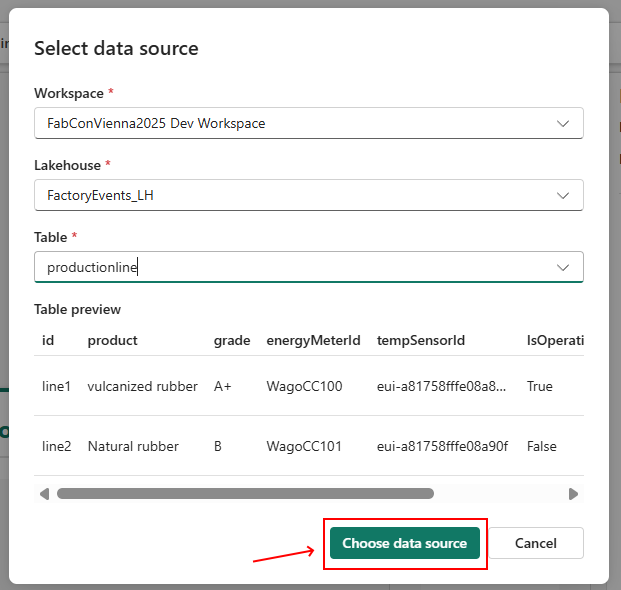 Select data source
Workspace *
FabConVienna2025 Dev Workspace
Lakehouse *
FactoryEvents_LH
Table *
productionline
Table preview
id product grade energyMeterId tempSensorId IsOperati
line1 vulcanized rubber A+ WagoCC100 eui-a81758fffe08a8... True
line2 Natural rubber B WagoCC101 eui-a81758fffe08a90f False
Choose data source Cancel